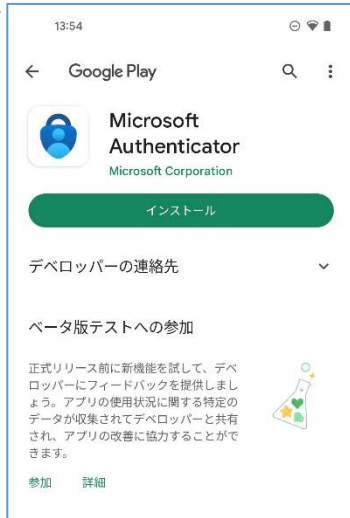 13:54
Google Play
Microsoft
Authenticator
Microsoft Corporation
インストール
デベロッパーの連絡先
ベータ版テストへの参加
正式リリース前に新機能を試して、デベ
ロッパーにフィードバックを提供しまし
ょう。アプリの使用状況に関する特定の
データが収集されてデベロッパーと共有
され、アプリの改善に協力することがで
きます。
参加 詳細